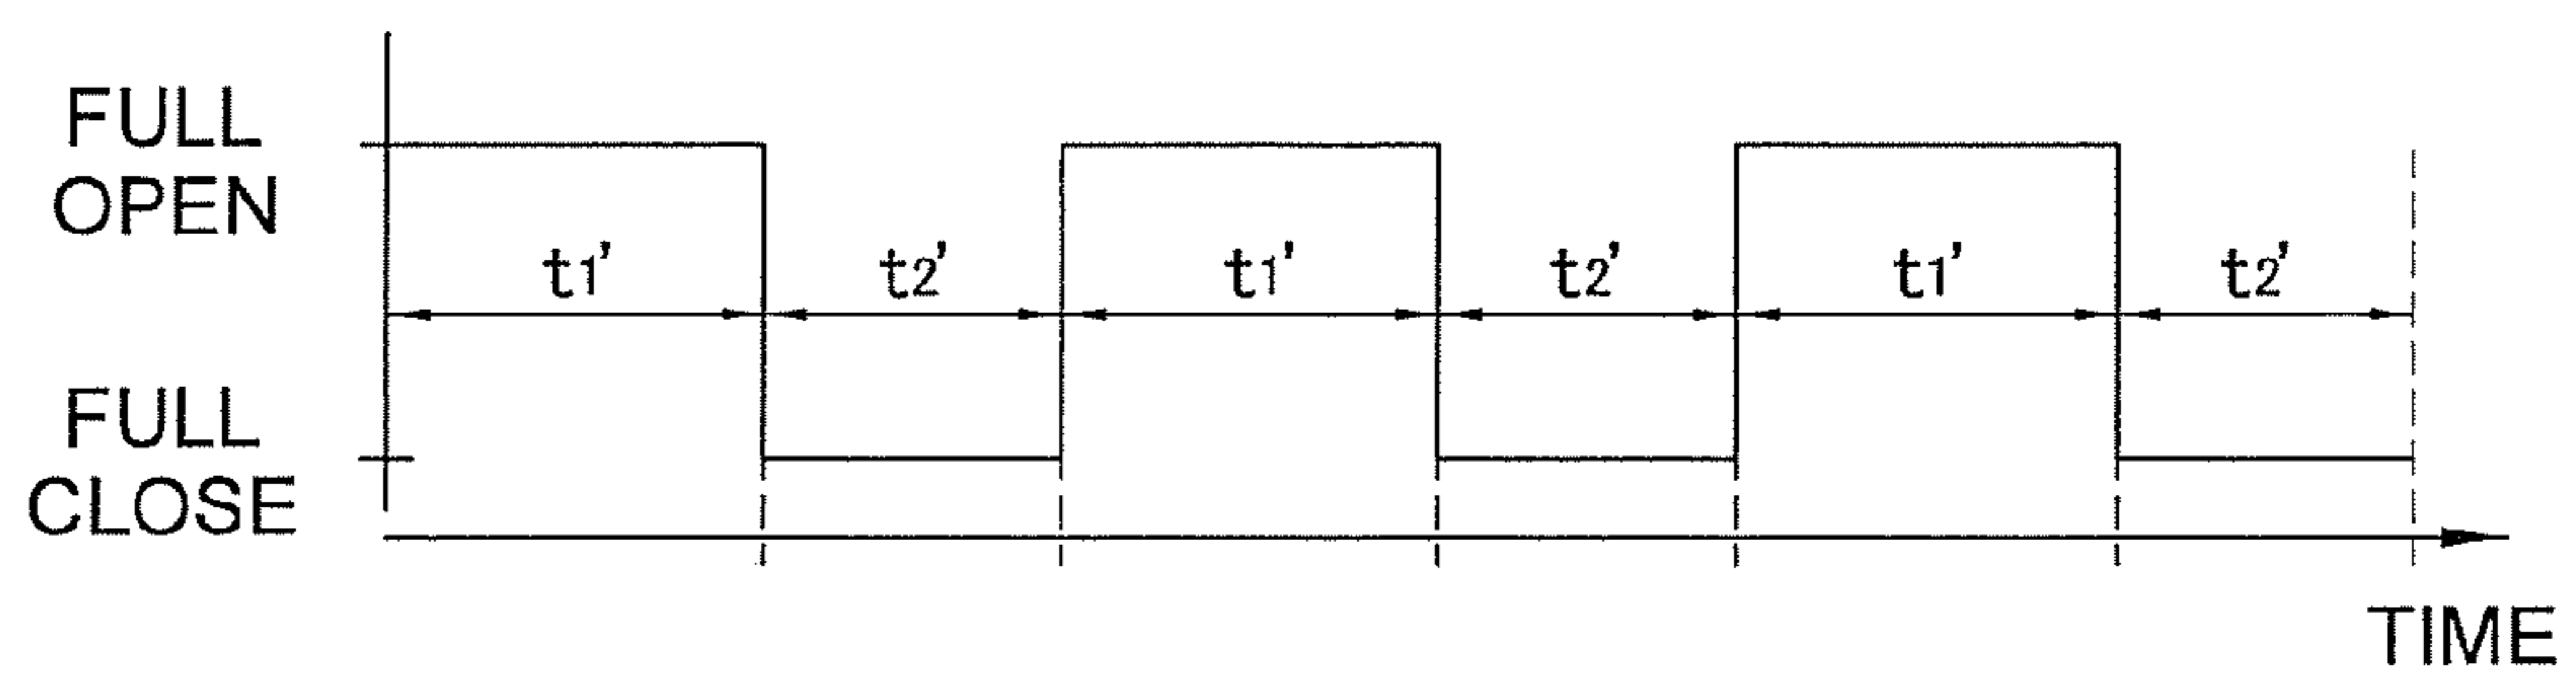 FULL
OPEN
t1' t2' t1' t2' t1' t2'
FULL
CLOSE
TIME